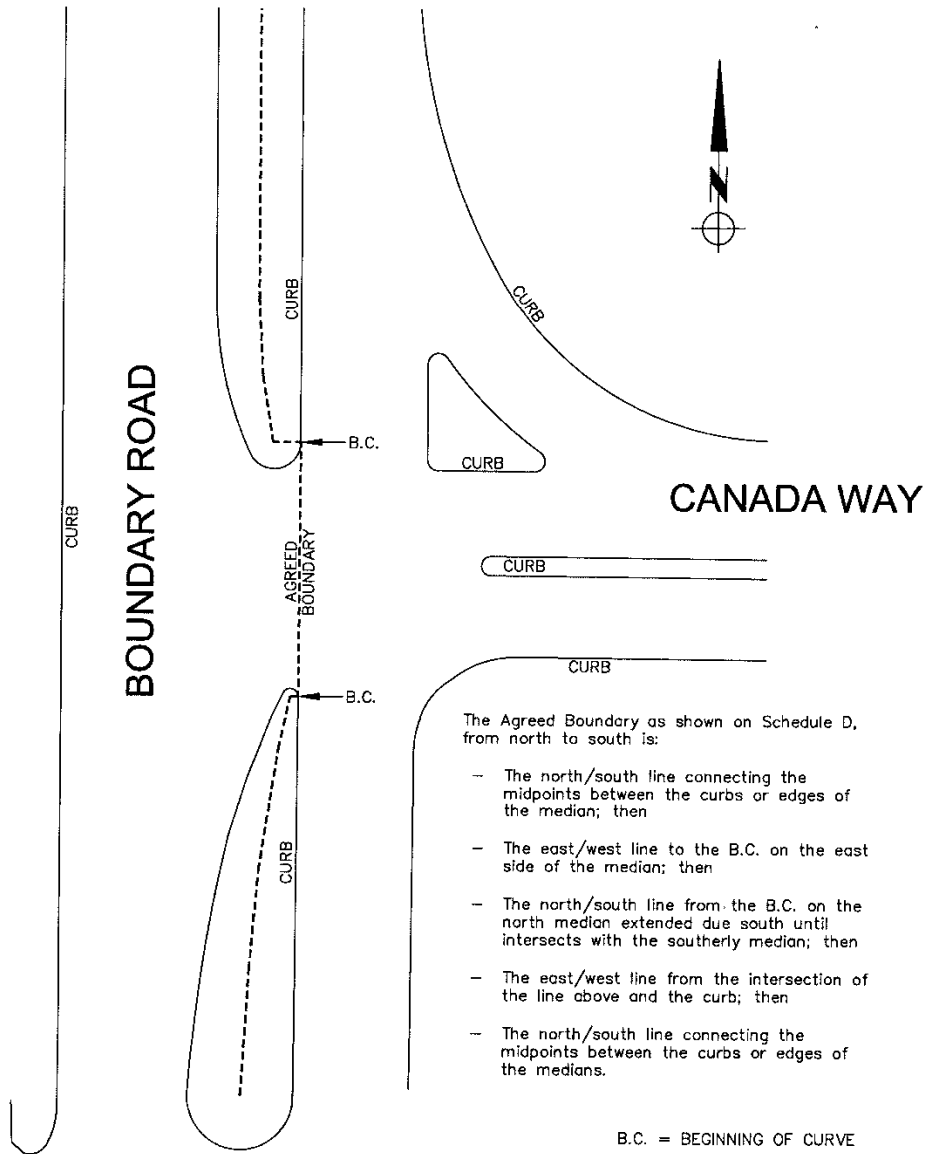 N
CURB
CURB
BOUNDARY ROAD
CURB
B.C.
CURB
CANADA WAY
AGREED
BOUNDARY
CURB
CURB
B.C.
CURB
The Agreed Boundary as shown on Schedule D,
from north to south is:
– The north/south line connecting the
midpoints between the curbs or edges of
the median; then
– The east/west line to the B.C. on the east
side of the median; then
– The north/south line from the B.C. on the
north median extended due south until
intersects with the southerly median; then
– The east/west line from the intersection of
the line above and the curb; then
– The north/south line connecting the
midpoints between the curbs or edges of
the medians.
B.C. = BEGINNING OF CURVE